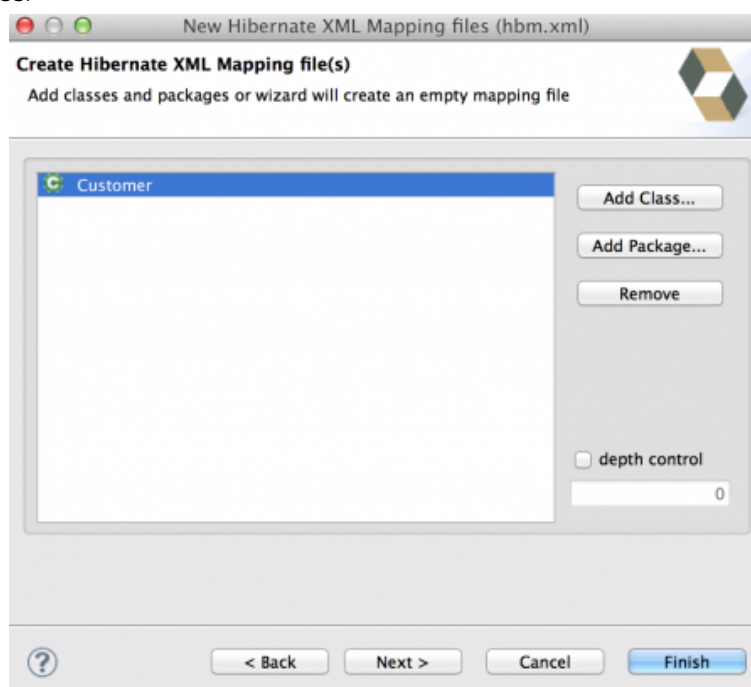 New Hibernate XML Mapping files (hbm.xml)
Create Hibernate XML Mapping file(s)
Add classes and packages or wizard will create an empty mapping file
C Customer
Add Class...
Add Package...
Remove
depth control
0
? < Back Next > Cancel Finish